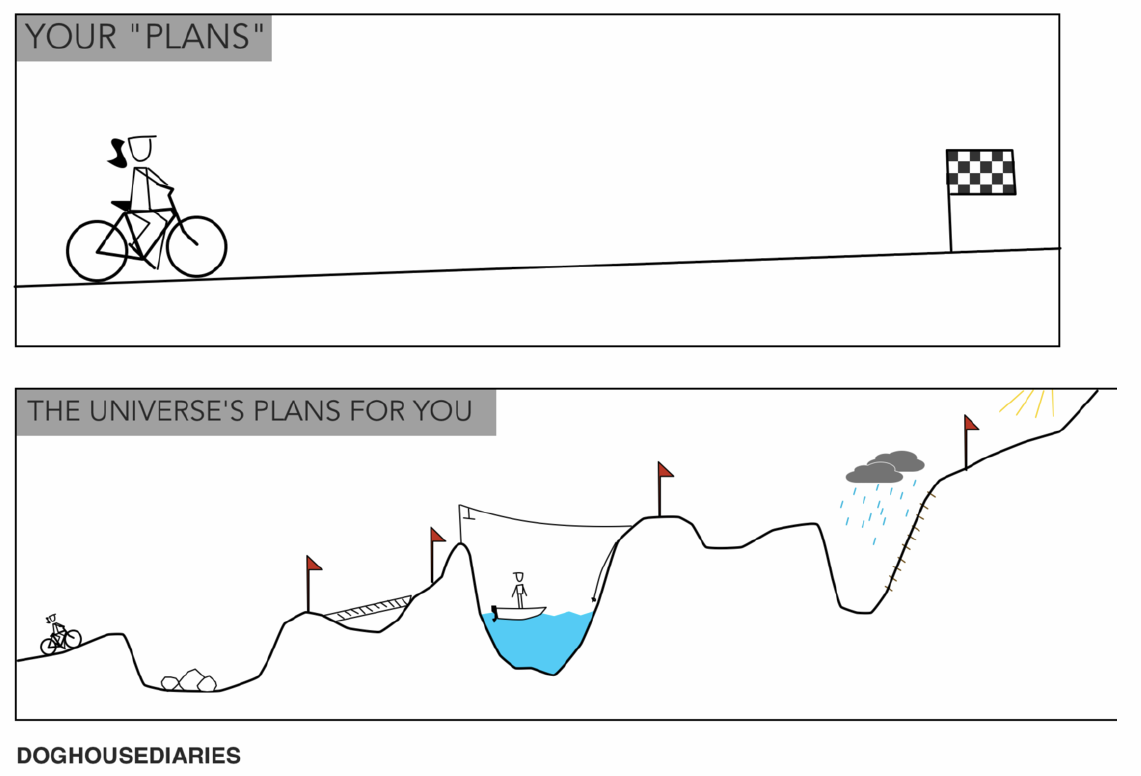 YOUR "PLANS"
THE UNIVERSE'S PLANS FOR YOU
DOGHOUSEDIARIES